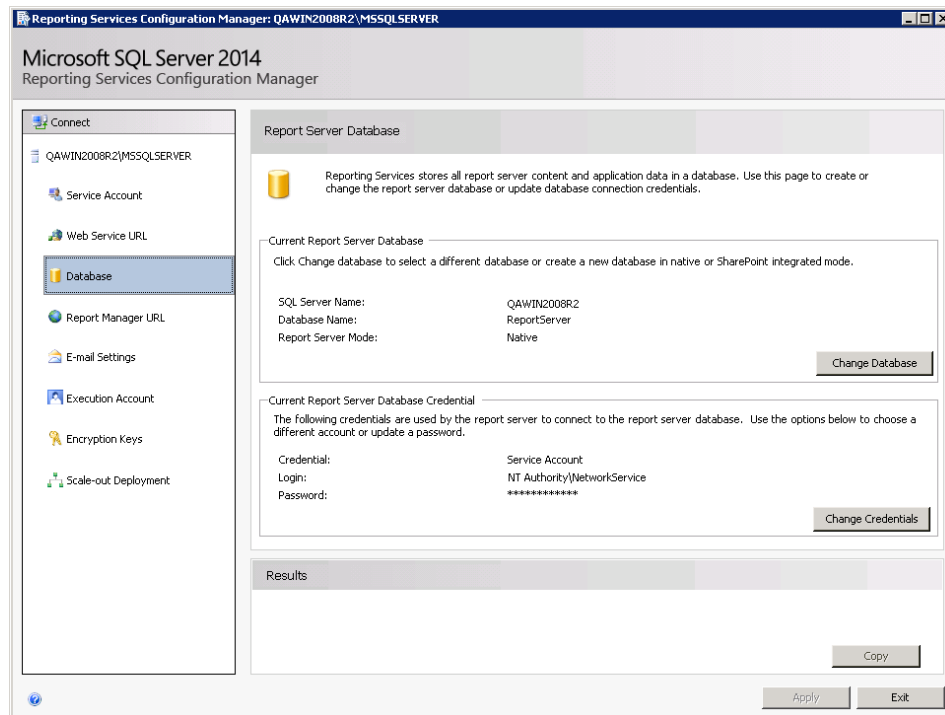 Reporting Services Configuration Manager: QAWIN2008R2\MSSQLSERVER
Microsoft SQL Server 2014
Reporting Services Configuration Manager
Connect
QAWIN2008R2\MSSQLSERVER
Service Account
Web Service URL
Database
Report Manager URL
E-mail Settings
Execution Account
Encryption Keys
Scale-out Deployment
Report Server Database
Reporting Services stores all report server content and application data in a database. Use this page to create or
change the report server database or update database connection credentials.
Current Report Server Database
Click Change database to select a different database or create a new database in native or SharePoint integrated mode.
SQL Server Name: QAWIN2008R2
Database Name: ReportServer
Report Server Mode: Native
Change Database
Current Report Server Database Credential
The following credentials are used by the report server to connect to the report server database. Use the options below to choose a
different account or update a password.
Credential: Service Account
Login: NT Authority\NetworkService
Password: ************
Change Credentials
Results
Copy
Apply Exit